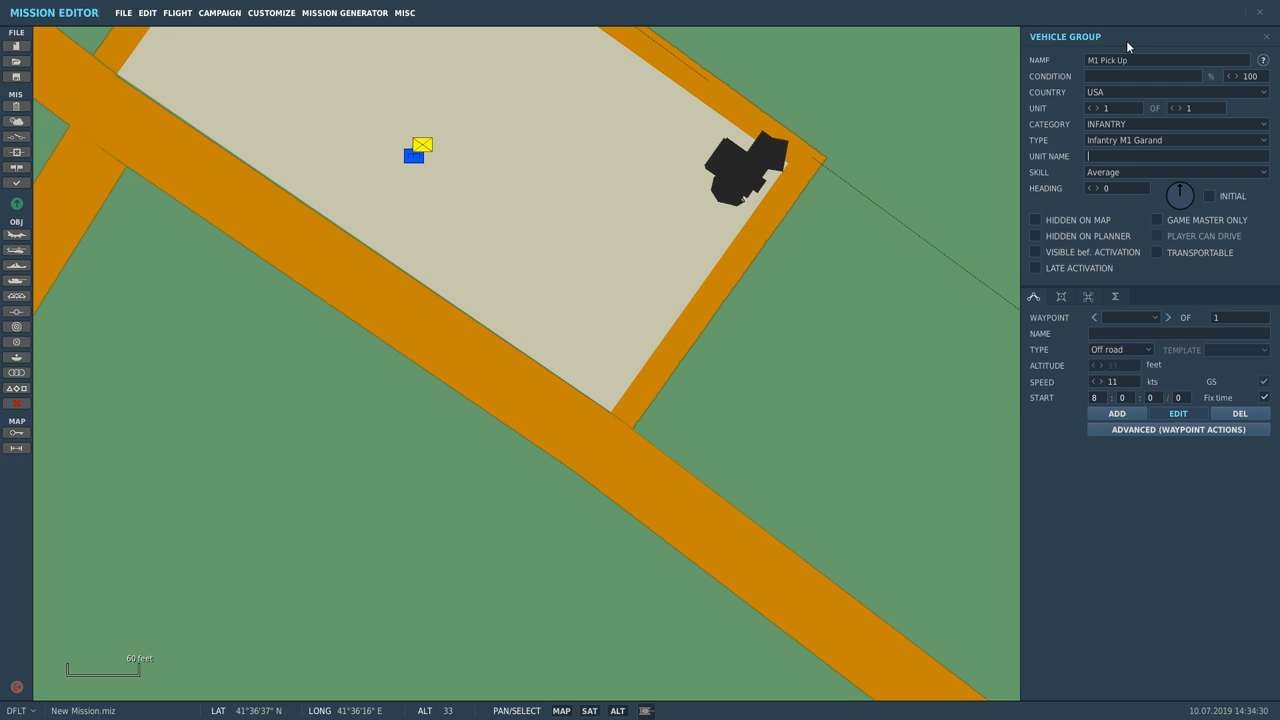 MISSION EDITOR FILE EDIT FLIGHT CAMPAIGN CUSTOMIZE MISSION GENERATOR MISC
FILE
MIS
OBJ
MAP
60 feet
VEHICLE GROUP
NAME M1 Pick Up ?
CONDITION % 100
COUNTRY USA
UNIT 1 OF 1
CATEGORY INFANTRY
TYPE Infantry M1 Garand
UNIT NAME
SKILL Average
HEADING 0 INITIAL
HIDDEN ON MAP GAME MASTER ONLY
HIDDEN ON PLANNER PLAYER CAN DRIVE
VISIBLE bef. ACTIVATION TRANSPORTABLE
LATE ACTIVATION
WAYPOINT OF 1
NAME
TYPE Off road TEMPLATE
ALTITUDE 33 feet
SPEED 11 kts GS
START 8 : 0 : 0 / 0 Fix time
ADD EDIT DEL
ADVANCED (WAYPOINT ACTIONS)
DFLT New Mission.miz LAT 41°36'37" N LONG 41°36'16" E ALT 33 PAN/SELECT MAP SAT ALT 10.07.2019 14:34:30